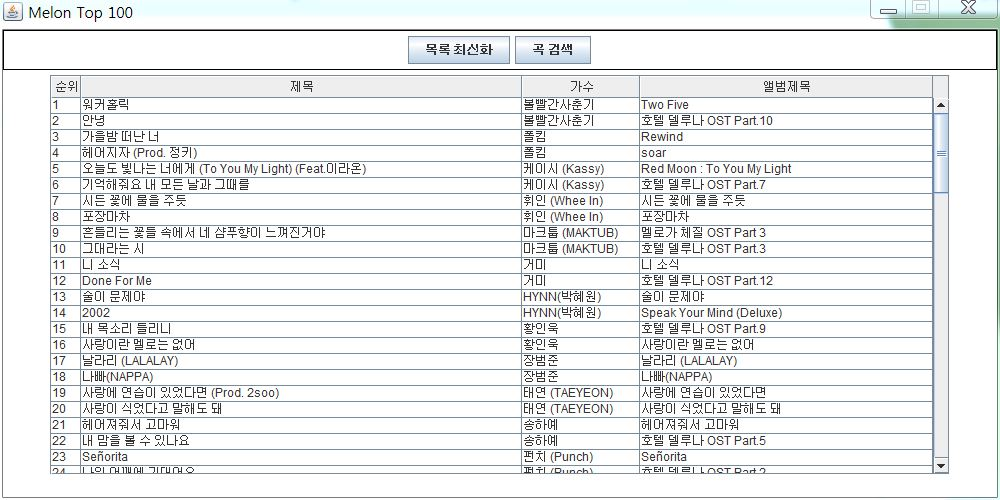 Melon Top 100
목록 최신화 곡 검색
순위 제목 가수 앨범제목
1 워커홀릭 볼빨간사춘기 Two Five
2 안녕 볼빨간사춘기 호텔 델루나 OST Part.10
3 가을밤 떠난 너 폴킴 Rewind
4 헤어지자 (Prod. 정키) 폴킴 soar
5 오늘도 빛나는 너에게 (To You My Light) (Feat.이라온) 케이시 (Kassy) Red Moon : To You My Light
6 기억해줘요 내 모든 날과 그때를 케이시 (Kassy) 호텔 델루나 OST Part.7
7 시든 꽃에 물을 주듯 휘인 (Whee In) 시든 꽃에 물을 주듯
8 포장마차 휘인 (Whee In) 포장마차
9 흔들리는 꽃들 속에서 네 샴푸향이 느껴진거야 마크툽 (MAKTUB) 멜로가 체질 OST Part 3
10 그대라는 시 마크툽 (MAKTUB) 호텔 델루나 OST Part.3
11 니 소식 거미 니 소식
12 Done For Me 거미 호텔 델루나 OST Part.12
13 술이 문제야 HYNN(박혜원) 술이 문제야
14 2002 HYNN(박혜원) Speak Your Mind (Deluxe)
15 내 목소리 들리니 황인욱 호텔 델루나 OST Part.9
16 사랑이란 멜로는 없어 황인욱 사랑이란 멜로는 없어
17 날라리 (LALALAY) 장범준 날라리 (LALALAY)
18 나빠(NAPPA) 장범준 나빠(NAPPA)
19 사랑에 연습이 있었다면 (Prod. 2soo) 태연 (TAEYEON) 사랑에 연습이 있었다면
20 사랑이 식었다고 말해도 돼 태연 (TAEYEON) 사랑이 식었다고 말해도 돼
21 헤어져줘서 고마워 송하예 헤어져줘서 고마워
22 내 맘을 볼 수 있나요 송하예 호텔 델루나 OST Part.5
23 Señorita 펀치 (Punch) Señorita
24 나의 어깨에 기대어요 펀치 (Punch) 호텔 델루나 OST Part.2